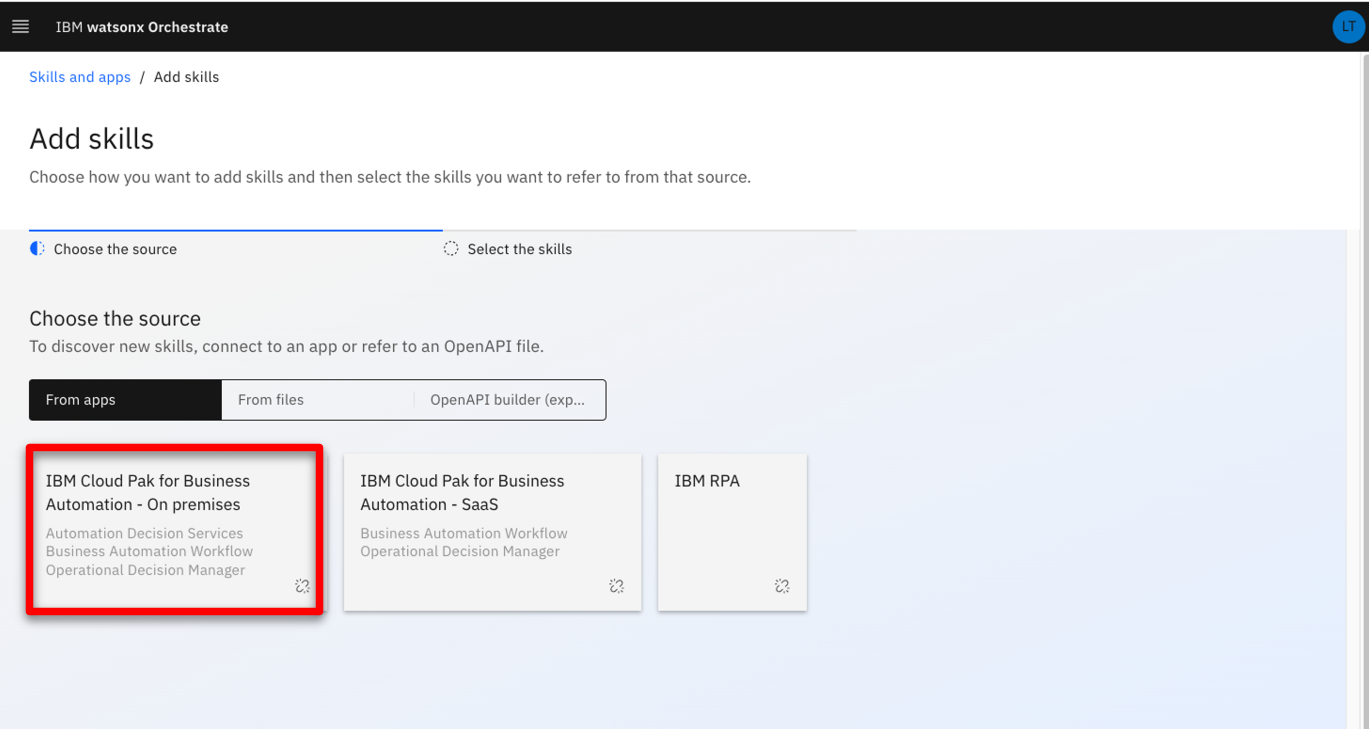 IBM watsonx Orchestrate
LT
Skills and apps / Add skills
Add skills
Choose how you want to add skills and then select the skills you want to refer to from that source.
Choose the source
Select the skills
Choose the source
To discover new skills, connect to an app or refer to an OpenAPI file.
From apps
From files
OpenAPI builder (exp...
IBM Cloud Pak for Business
Automation - On premises
Automation Decision Services
Business Automation Workflow
Operational Decision Manager
IBM Cloud Pak for Business
Automation - SaaS
Business Automation Workflow
Operational Decision Manager
IBM RPA